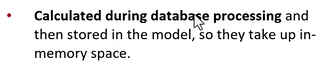 • Calculated during database processing and
then stored in the model, so they take up in-
memory space.